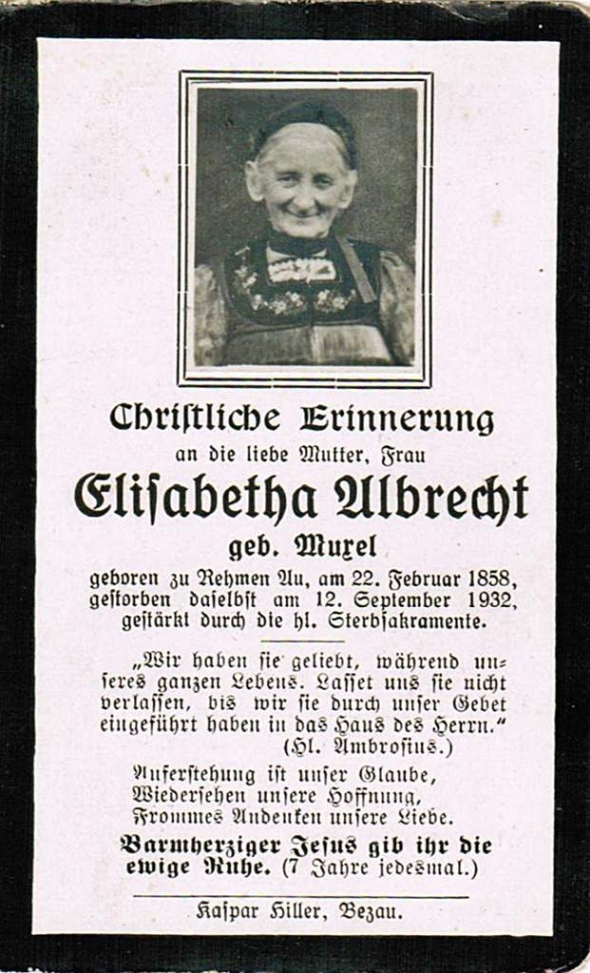 Christliche Erinnerung
an die liebe Mutter, Frau
Elisabetha Albrecht
geb. Muxel
geboren zu Rehmen Au, am 22. Februar 1858,
gestorben daselbst am 12. September 1932,
gestärkt durch die hl. Sterbsakramente.
„Wir haben sie geliebt, während un=
seres ganzen Lebens. Lasset uns sie nicht
verlassen, bis wir sie durch unser Gebet
eingeführt haben in das Haus des Herrn.“
(Hl. Ambrosius.)
Auferstehung ist unser Glaube,
Wiedersehen unsere Hoffnung,
Frommes Andenken unsere Liebe.
Barmherziger Jesus gib ihr die
ewige Ruhe. (7 Jahre jedesmal.)
Kaspar Hiller, Bezau.